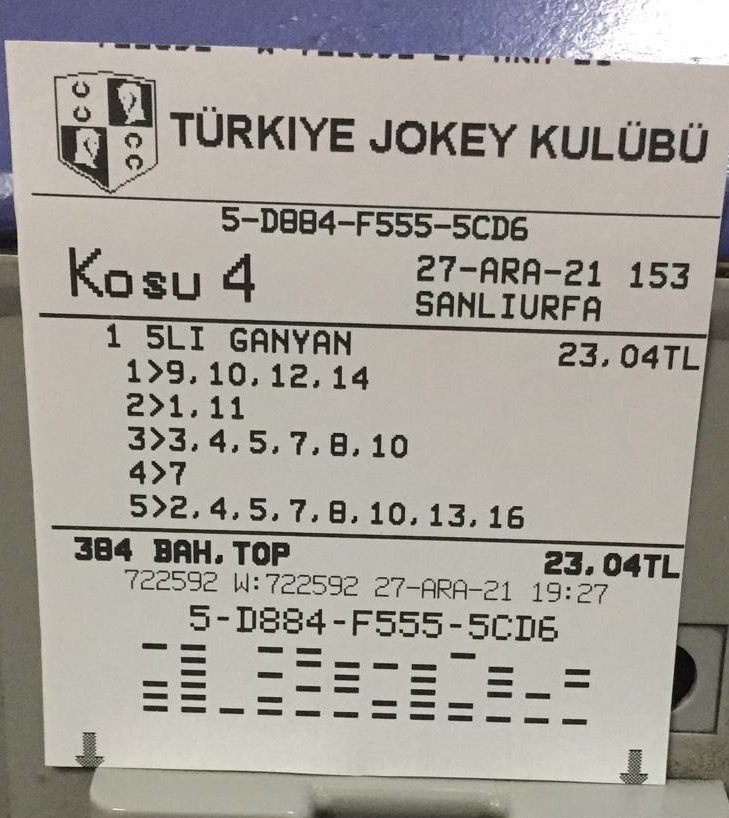 TÜRKIYE JOKEY KULÜBÜ
5-D884-F555-5CD6
Kosu 4
27-ARA-21 153
SANLIURFA
1 5LI GANYAN 23,04TL
1>9,10,12,14
2>1,11
3>3,4,5,7,8,10
4>7
5>2,4,5,7,8,10,13,16
384 BAH.TOP 23,04TL
722592 W:722592 27-ARA-21 19:27
5-D884-F555-5CD6